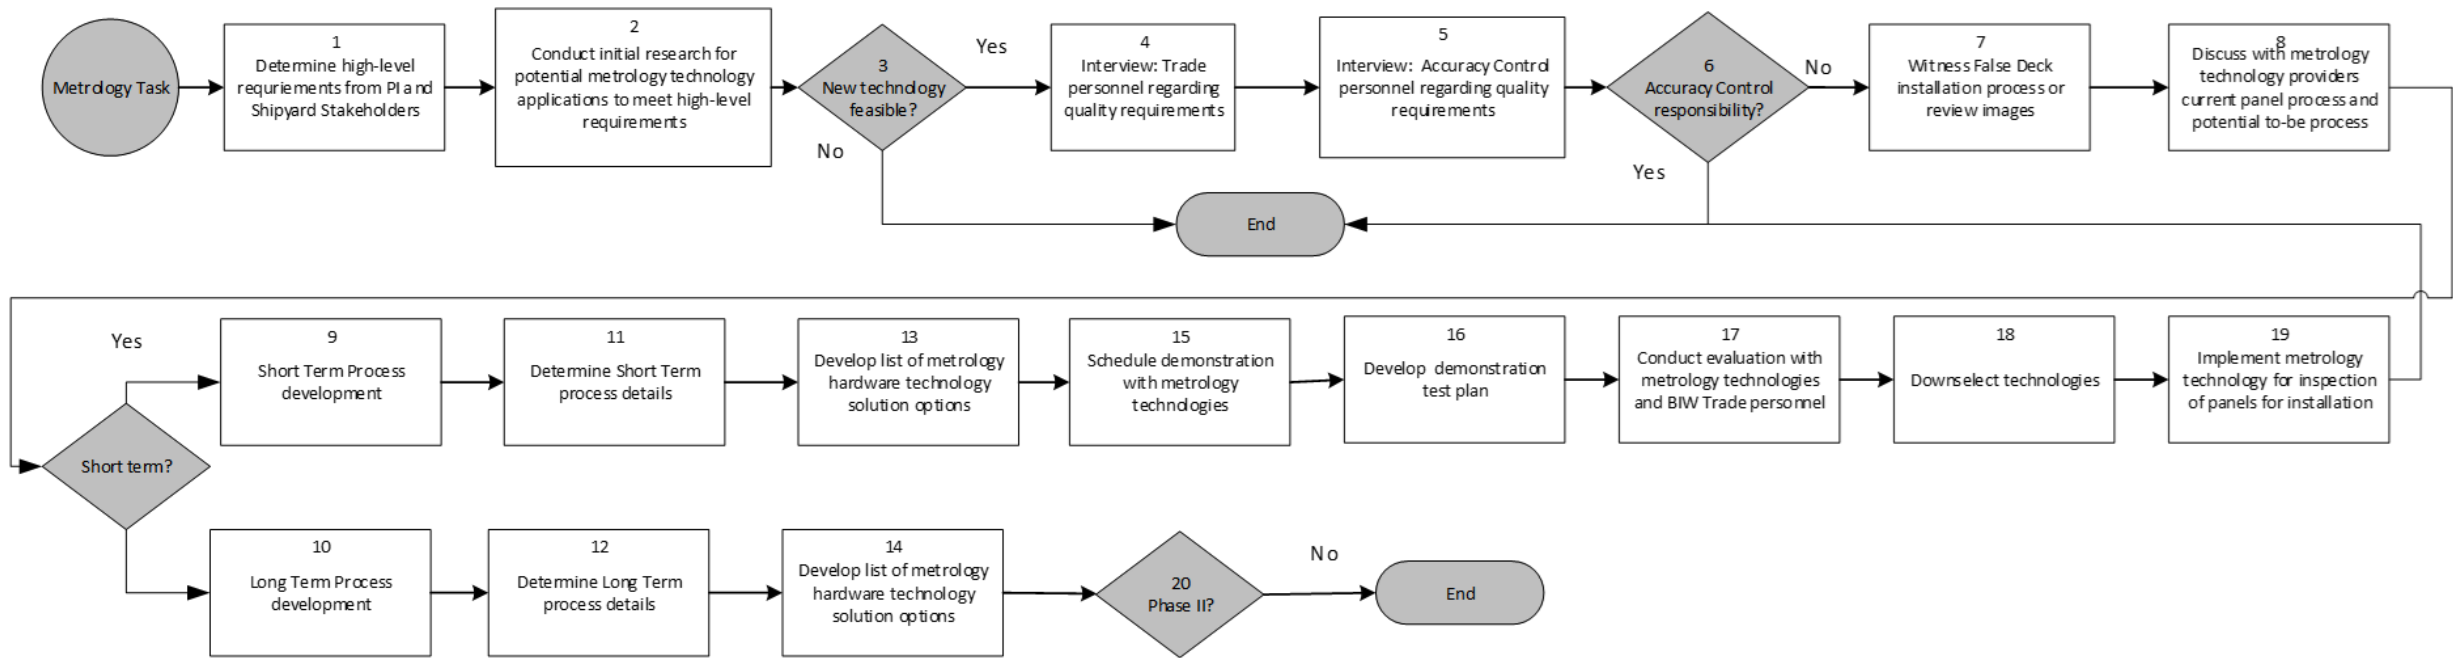 Metrology Task
1
Determine high-level
requriements from PI and
Shipyard Stakeholders
2
Conduct initial research for
potential metrology technology
applications to meet high-level
requirements
3
New technology
feasible?
Yes
No
4
Interview: Trade
personnel regarding
quality requirements
5
Interview: Accuracy Control
personnel regarding quality
requirements
6
Accuracy Control
responsibility?
No
Yes
7
Witness False Deck
installation process or
review images
8
Discuss with metrology
technology providers
current panel process and
potential to-be process
End
Short term?
Yes
9
Short Term Process
development
11
Determine Short Term
process details
13
Develop list of metrology
hardware technology
solution options
15
Schedule demonstration
with metrology
technologies
16
Develop demonstration
test plan
17
Conduct evaluation with
metrology technologies
and BIW Trade personnel
18
Downselect technologies
19
Implement metrology
technology for inspection
of panels for installation
10
Long Term Process
development
12
Determine Long Term
process details
14
Develop list of metrology
hardware technology
solution options
20
Phase II?
No
End